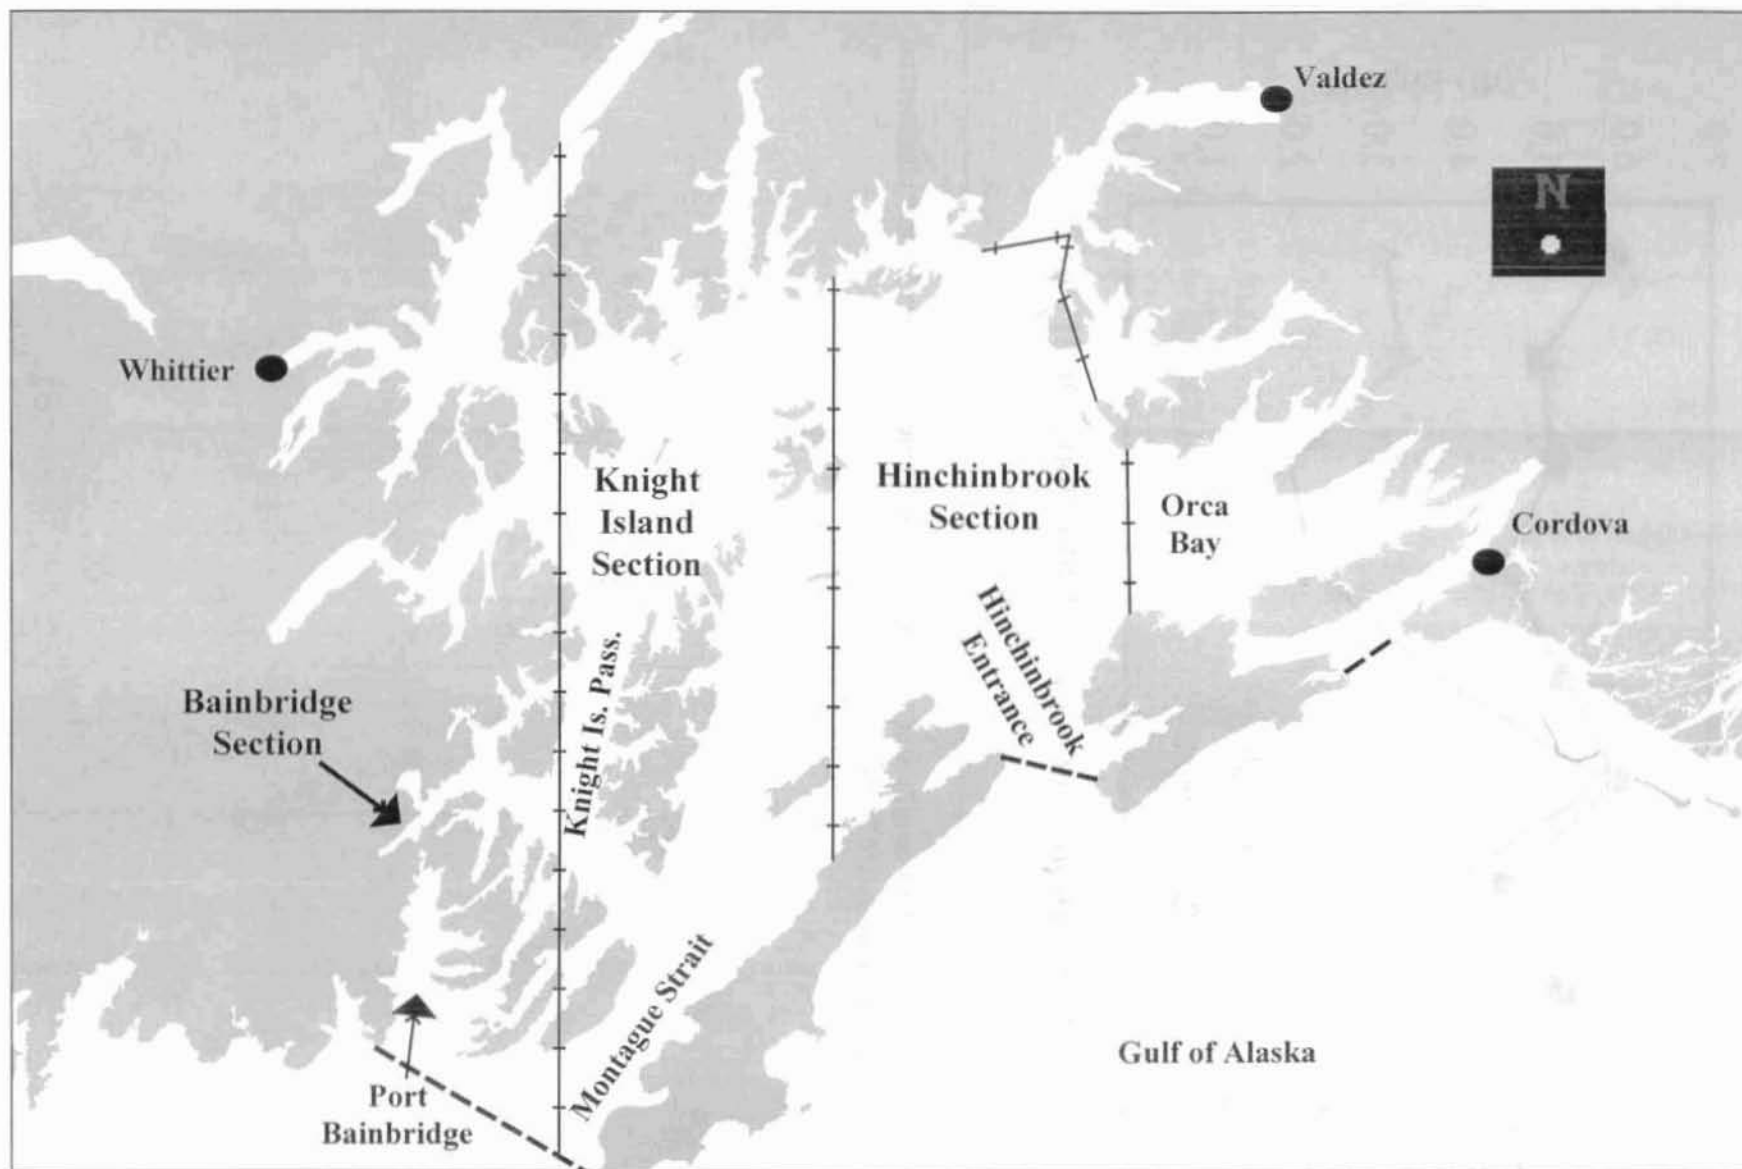 Valdez
N
Whittier
Knight
Island
Section
Hinchinbrook
Section
Orca
Bay
Cordova
Hinchinbrook
Entrance
Knight Is. Pass.
Bainbridge
Section
Montague Strait
Gulf of Alaska
Port
Bainbridge